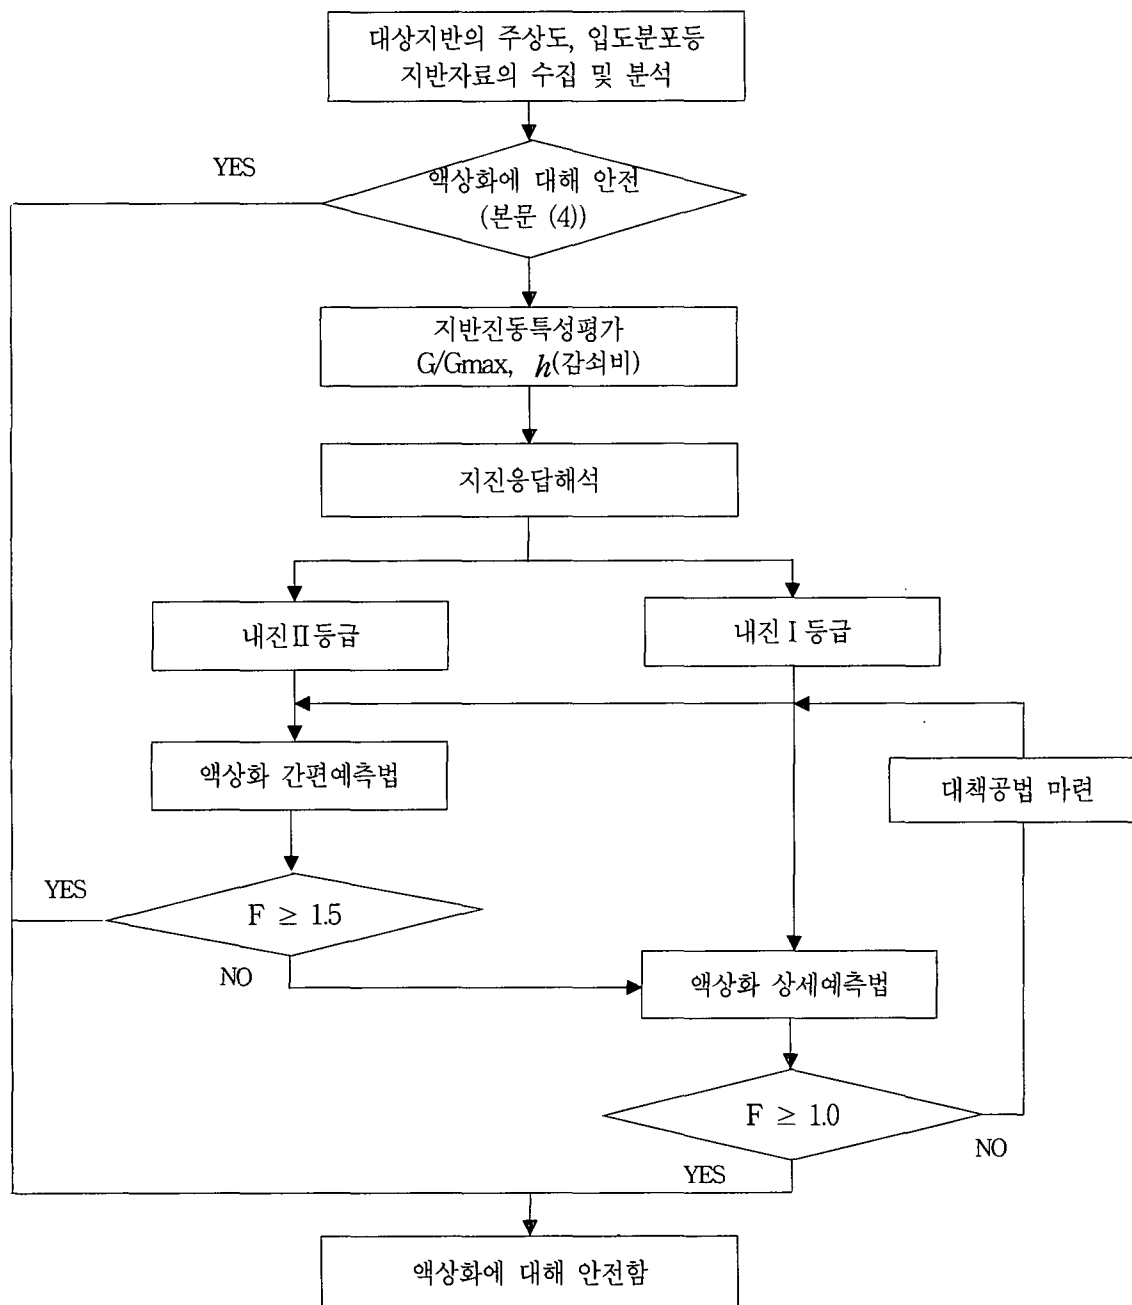 대상지반의 주상도, 입도분포등
지반자료의 수집 및 분석
YES
액상화에 대해 안전
(본문 (4))
지반진동특성평가
G/Gmax, h(감쇠비)
지진응답해석
내진Ⅱ등급
내진Ⅰ등급
액상화 간편예측법
대책공법 마련
YES
F ≥ 1.5
NO
액상화 상세예측법
F ≥ 1.0
NO
YES
액상화에 대해 안전함